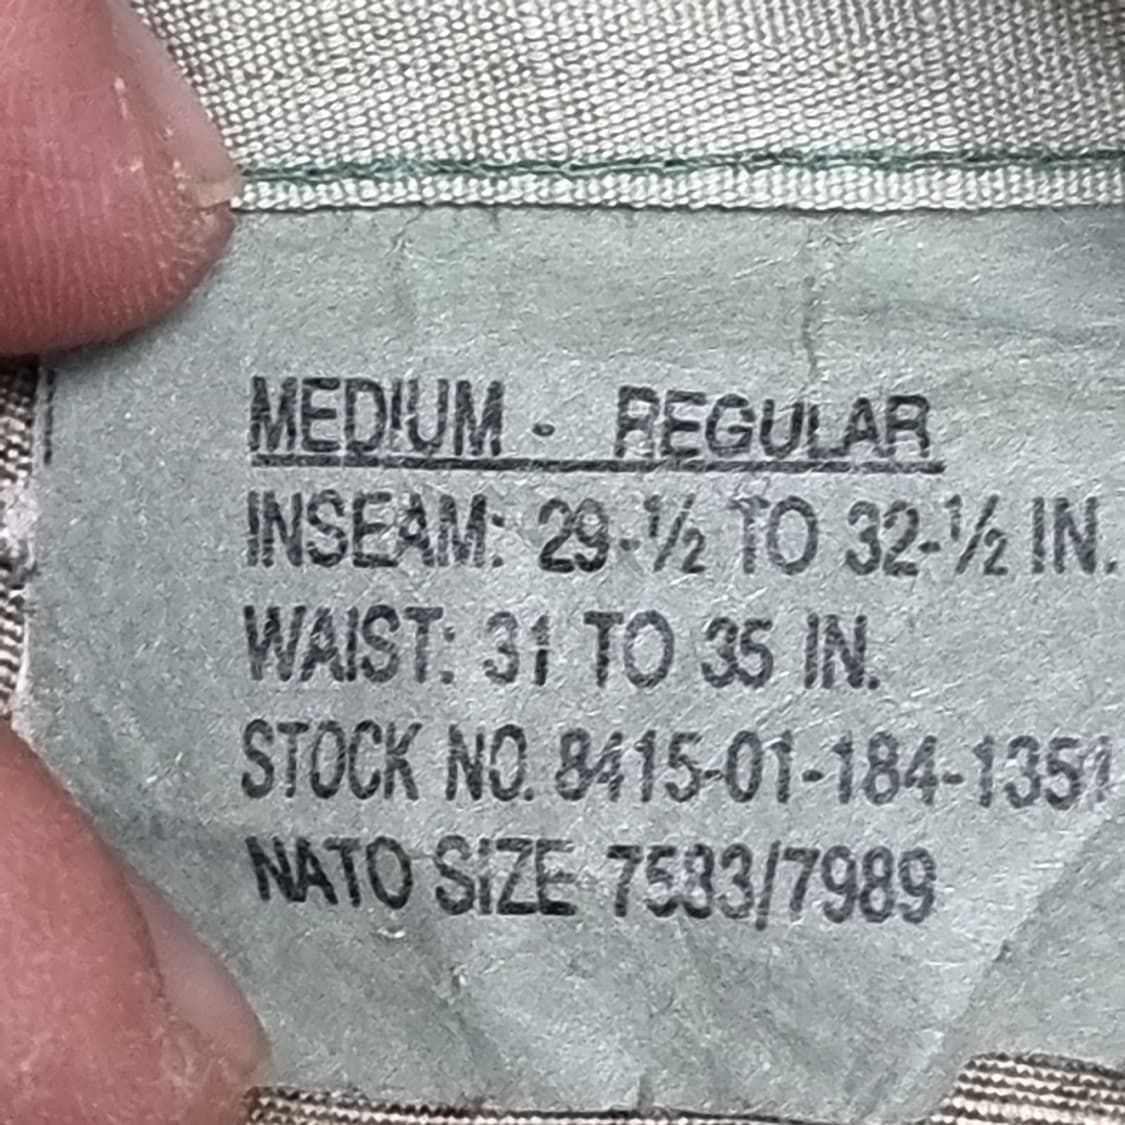 MEDIUM - REGULAR
INSEAM: 29-½ TO 32-½ IN.
WAIST: 31 TO 35 IN.
STOCK NO. 8415-01-184-1351
NATO SIZE 7583/7989